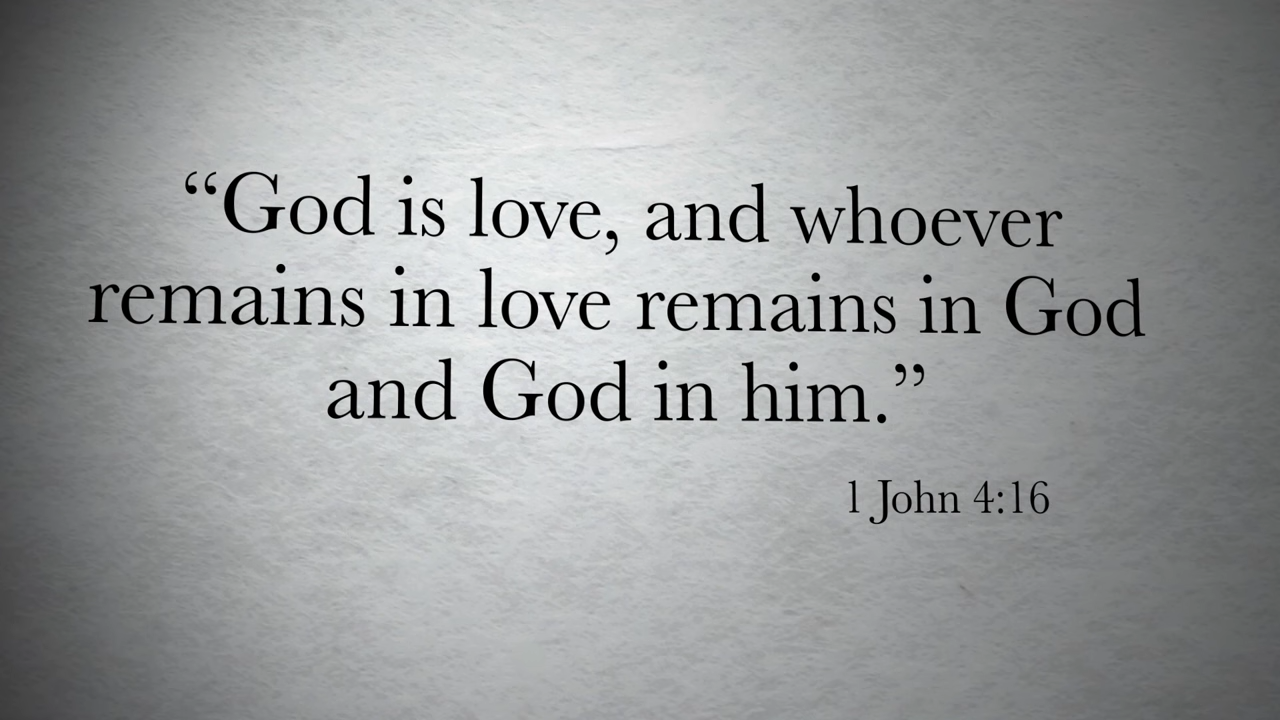 “God is love, and whoever
remains in love remains in God
and God in him.”
1 John 4:16